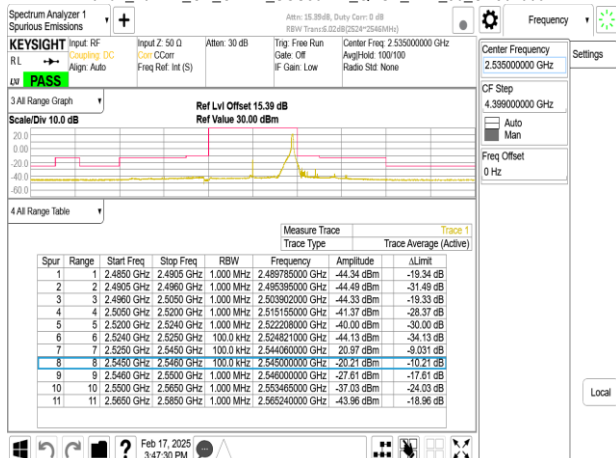 Spectrum Analyzer 1
Spurious Emissions
+
Attn: 15.39dB, Duty Corr: 0 dB
RBW Trans:6.02dB(2524~2546MHz)
Frequency
KEYSIGHT
Input: RF
Input Z: 50 Ω
Atten: 30 dB
Trig: Free Run
Center Freq: 2.535000000 GHz
RL
Coupling: DC
Corr CCorr
Gate: Off
Avg|Hold: 100/100
Align: Auto
Freq Ref: Int (S)
IF Gain: Low
Radio Std: None
LXI
PASS
3 All Range Graph
Scale/Div 10.0 dB
Ref Lvl Offset 15.39 dB
Ref Value 30.00 dBm
20.0
0.00
-20.0
-40.0
-60.0
4 All Range Table
Measure Trace Trace 1
Trace Type Trace Average (Active)
Spur Range Start Freq Stop Freq RBW Frequency Amplitude ΔLimit
1 1 2.4850 GHz 2.4905 GHz 1.000 MHz 2.489785000 GHz -44.34 dBm -19.34 dB
2 2 2.4905 GHz 2.4960 GHz 1.000 MHz 2.495395000 GHz -44.49 dBm -31.49 dB
3 3 2.4960 GHz 2.5050 GHz 1.000 MHz 2.503902000 GHz -44.33 dBm -19.33 dB
4 4 2.5050 GHz 2.5200 GHz 1.000 MHz 2.515155000 GHz -41.37 dBm -28.37 dB
5 5 2.5200 GHz 2.5240 GHz 1.000 MHz 2.522208000 GHz -40.00 dBm -30.00 dB
6 6 2.5240 GHz 2.5250 GHz 100.0 kHz 2.524821000 GHz -44.13 dBm -34.13 dB
7 7 2.5250 GHz 2.5450 GHz 100.0 kHz 2.544060000 GHz 20.97 dBm -9.031 dB
8 8 2.5450 GHz 2.5460 GHz 100.0 kHz 2.545000000 GHz -20.21 dBm -10.21 dB
9 9 2.5460 GHz 2.5500 GHz 1.000 MHz 2.546000000 GHz -27.61 dBm -17.61 dB
10 10 2.5500 GHz 2.5650 GHz 1.000 MHz 2.553465000 GHz -37.03 dBm -24.03 dB
11 11 2.5650 GHz 2.5850 GHz 1.000 MHz 2.565240000 GHz -43.96 dBm -18.96 dB
Center Frequency
2.535000000 GHz
Settings
CF Step
4.399000000 GHz
Auto
Man
Freq Offset
0 Hz
Local
?
Feb 17, 2025
3:47:30 PM